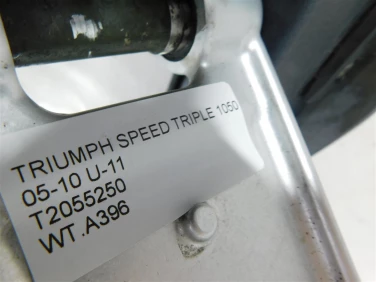 TRIUMPH SPEED TRIPLE 1050
05-10 U-11
T2055250
WT.A396